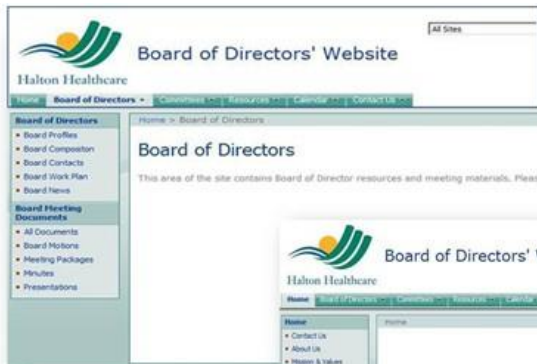 All Sites
Board of Directors' Website
Halton Healthcare
Home Board of Directors Committees Resources Calendar Contact Us
Board of Directors
Board Profiles
Board Compositon
Board Contacts
Board Work Plan
Board News
Board Meeting
Documents
All Documents
Board Motions
Meeting Packages
Minutes
Presentations
Home > Board of Directors
Board of Directors
This area of the site contains Board of Director resources and meeting materials. Pleas
Board of Directors'
Halton Healthcare
Home Board of Directors Committees Resources Calendar
Home
Contact Us
About Us
Mission & Values
Home